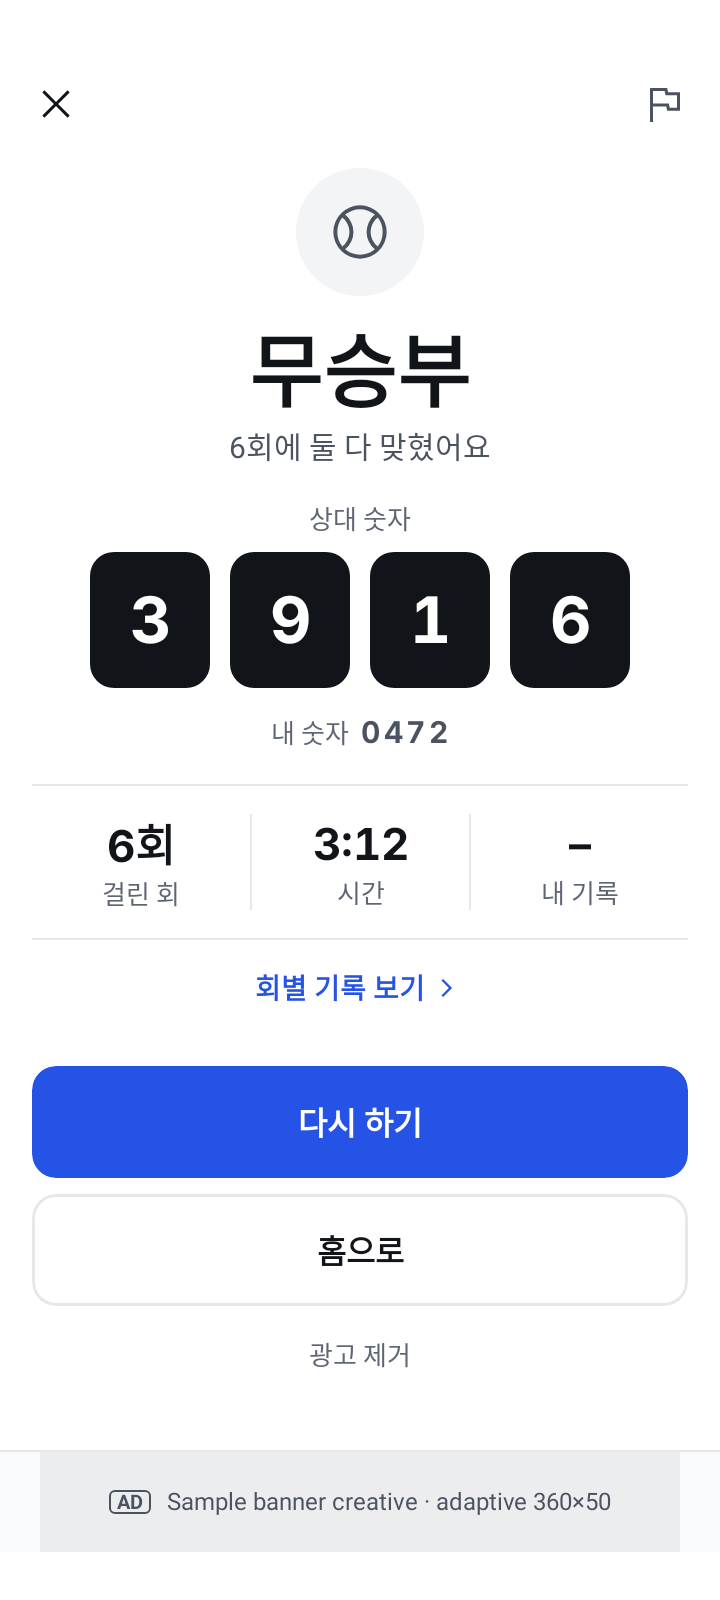 무승부
6회에 둘 다 맞혔어요
상대 숫자
3 9 1 6
내 숫자 0472
6회 3:12 –
걸린 회 시간 내 기록
회별 기록 보기
다시 하기
홈으로
광고 제거
AD Sample banner creative · adaptive 360×50